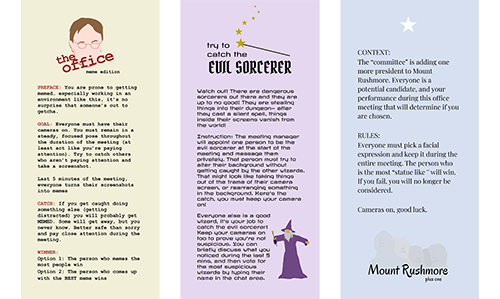 the
office
meme edition
PREFACE: You are prone to getting
memed, especially working in an
environment like this, it's no
surprise that someone's out to
getcha.
GOAL: Everyone must have their
cameras on. You must remain in a
steady, focused pose throughout
the duration of the meeting (at
least act like you're paying
attention). Try to catch others
who aren't paying attention and
take a screenshot.
Last 5 minutes of the meeting,
everyone turns their screenshots
into memes
CATCH: If you get caught doing
something else (getting
distracted) you will probably get
MEMED. Some will get away, but you
never know. Better safe than sorry
and pay close attention during the
meeting.
WINNER:
Option 1: The person who memes the
most people win
Option 2: The person who comes up
with the BEST meme wins
try to
catch the
EVIL SORCERER
Watch out! There are dangerous
sorcerers out there and they are
up to no good! They are stealing
things into their dungeon– after
they cast a silent spell, things
inside their screens vanish from
the world!
Instruction: The meeting manager
will appoint one person to be the
evil sorcerer at the start of the
meeting and message them
privately. That person must try to
alter their background without
getting caught by the other wizards.
That might look like taking things
out of the frame of their camera
screen, or rearranging something
in the background. Here's the
catch, you must keep your camera
on!
Everyone else is a good
wizard, it's your job to
catch the evil sorcerer!
Keep your cameras on
too to prove you're not
suspicious. You can
briefly discuss what you
noticed during the last 5
mins, and then vote for
the most suspicious
wizards by typing their
name in the chat area.
CONTEXT:
The “committee” is adding one
more president to Mount
Rushmore. Everyone is a
potential candidate, and your
performance during this office
meeting that will determine if you
are chosen.
RULES:
Everyone must pick a facial
expression and keep it during the
entire meeting. The person who
is the most “statue like” will win.
If you fail, you will no longer be
considered.
Cameras on, good luck.
Mount Rushmore
plus one